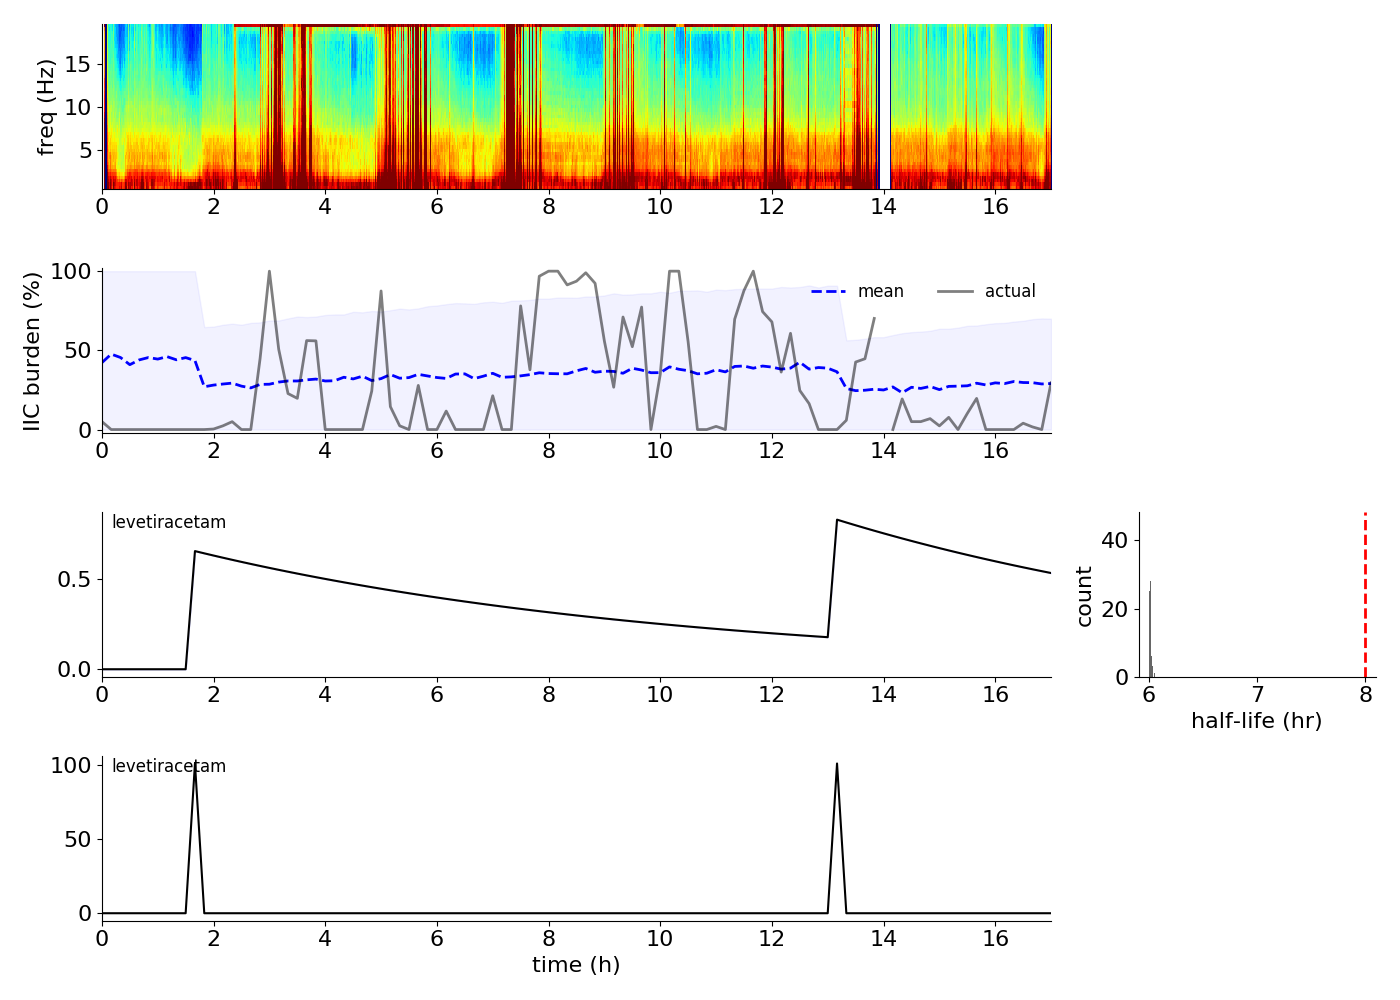 15
10
5
freq (Hz)
0 2 4 6 8 10 12 14 16
100
50
0
IIC burden (%)
mean actual
0 2 4 6 8 10 12 14 16
levetiracetam
0.5
0.0
0 2 4 6 8 10 12 14 16
40
20
0
count
6 7 8
half-life (hr)
levetiracetam
100
50
0
0 2 4 6 8 10 12 14 16
time (h)